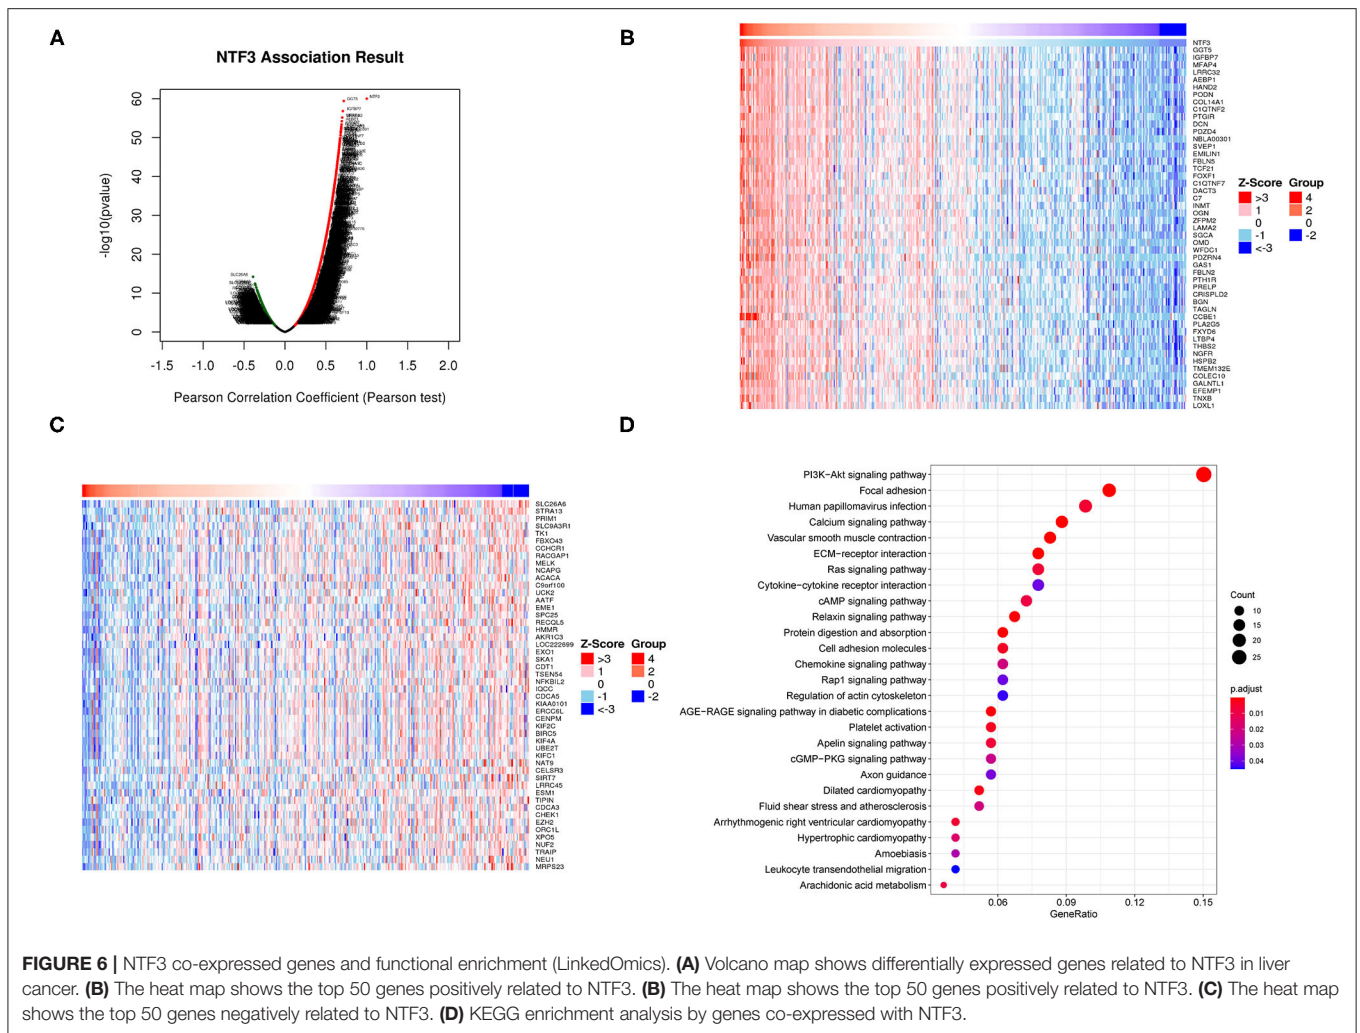 A
NTF3 Association Result
-log10(pvalue)
60
50
40
30
20
10
0
GGT5
NTF3
IGFBP7
SLC26A6
-1.5 -1.0 -0.5 0.0 0.5 1.0 1.5 2.0
Pearson Correlation Coefficient (Pearson test)
B
NTF3
GGT5
IGFBP7
MFAP4
LRRC32
AEBP1
HAND2
PODN
COL14A1
C1QTNF2
PTGIR
DCN
PDZD4
NBLA00301
SVEP1
EMILIN1
FBLN5
TCF21
FOXF1
C1QTNF7
DACT3
C7
INMT
OGN
ZFPM2
LAMA2
SGCA
OMD
WFDC1
PDZRN4
GAS1
FBLN2
PTH1R
PRELP
CRISPLD2
BGN
TAGLN
CCBE1
PLA2G5
FXYD6
LTBP4
THBS2
NGFR
HSPB2
TMEM132E
COLEC10
GALNTL1
EFEMP1
TNXB
LOXL1
Z-Score Group
>3 4
1 2
0 0
-1 -2
<-3
C
SLC26A6
STRA13
PRIM1
SLC9A3R1
TK1
FBXO43
CCHCR1
RACGAP1
MELK
NCAPG
ACACA
C9orf100
UCK2
AATF
EME1
SPC25
RECQL5
HMMR
AKR1C3
LOC222699
EXO1
SKA1
CDT1
TSEN54
NFKBIL2
IQCC
CDCA5
KIAA0101
ERCC6L
CENPM
KIF2C
BIRC5
KIF4A
UBE2T
KIFC1
NAT9
CELSR3
SIRT7
LRRC45
ESM1
TIPIN
CDCA3
CHEK1
EZH2
ORC1L
XPO5
NUF2
TRAIP
NEU1
MRPS23
Z-Score Group
>3 4
1 2
0 0
-1 -2
<-3
D
PI3K−Akt signaling pathway
Focal adhesion
Human papillomavirus infection
Calcium signaling pathway
Vascular smooth muscle contraction
ECM−receptor interaction
Ras signaling pathway
Cytokine−cytokine receptor interaction
cAMP signaling pathway
Relaxin signaling pathway
Protein digestion and absorption
Cell adhesion molecules
Chemokine signaling pathway
Rap1 signaling pathway
Regulation of actin cytoskeleton
AGE−RAGE signaling pathway in diabetic complications
Platelet activation
Apelin signaling pathway
cGMP−PKG signaling pathway
Axon guidance
Dilated cardiomyopathy
Fluid shear stress and atherosclerosis
Arrhythmogenic right ventricular cardiomyopathy
Hypertrophic cardiomyopathy
Amoebiasis
Leukocyte transendothelial migration
Arachidonic acid metabolism
0.06 0.09 0.12 0.15
GeneRatio
Count
10
15
20
25
p.adjust
0.01
0.02
0.03
0.04
FIGURE 6 | NTF3 co-expressed genes and functional enrichment (LinkedOmics). (A) Volcano map shows differentially expressed genes related to NTF3 in liver
cancer. (B) The heat map shows the top 50 genes positively related to NTF3. (B) The heat map shows the top 50 genes positively related to NTF3. (C) The heat map
shows the top 50 genes negatively related to NTF3. (D) KEGG enrichment analysis by genes co-expressed with NTF3.